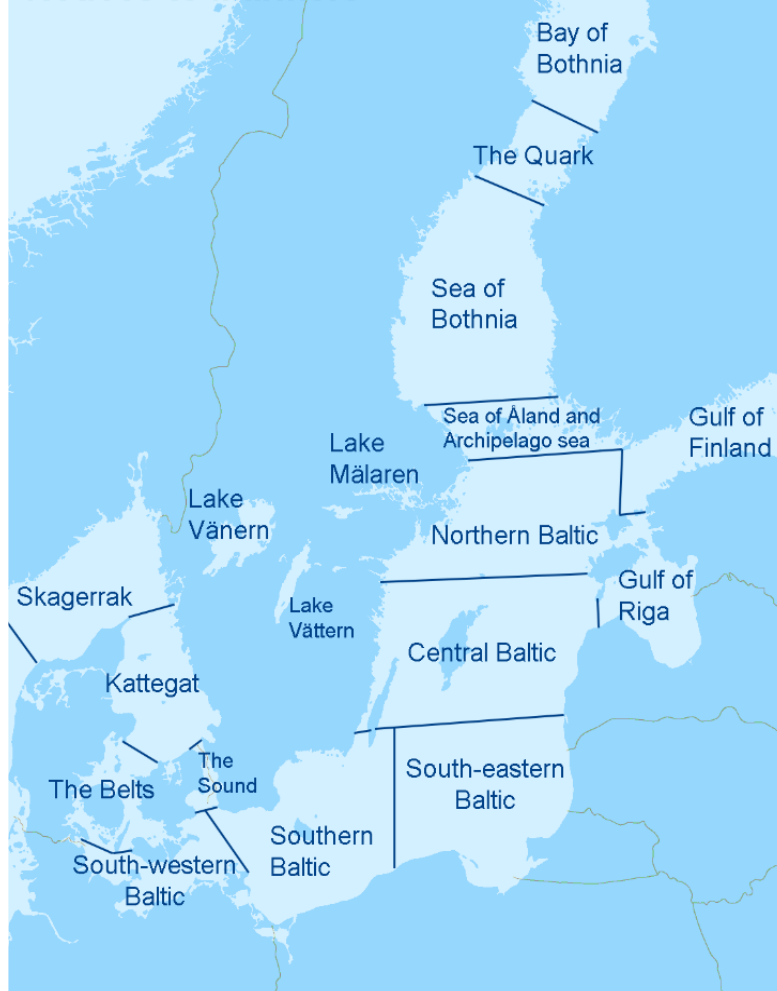 Bay of
Bothnia
The Quark
Sea of
Bothnia
Sea of Åland and
Archipelago sea
Gulf of
Finland
Lake
Mälaren
Lake
Vänern
Northern Baltic
Skagerrak
Lake
Vättern
Gulf of
Riga
Central Baltic
Kattegat
The
Sound
The Belts
South-eastern
Baltic
Southern
Baltic
South-western
Baltic